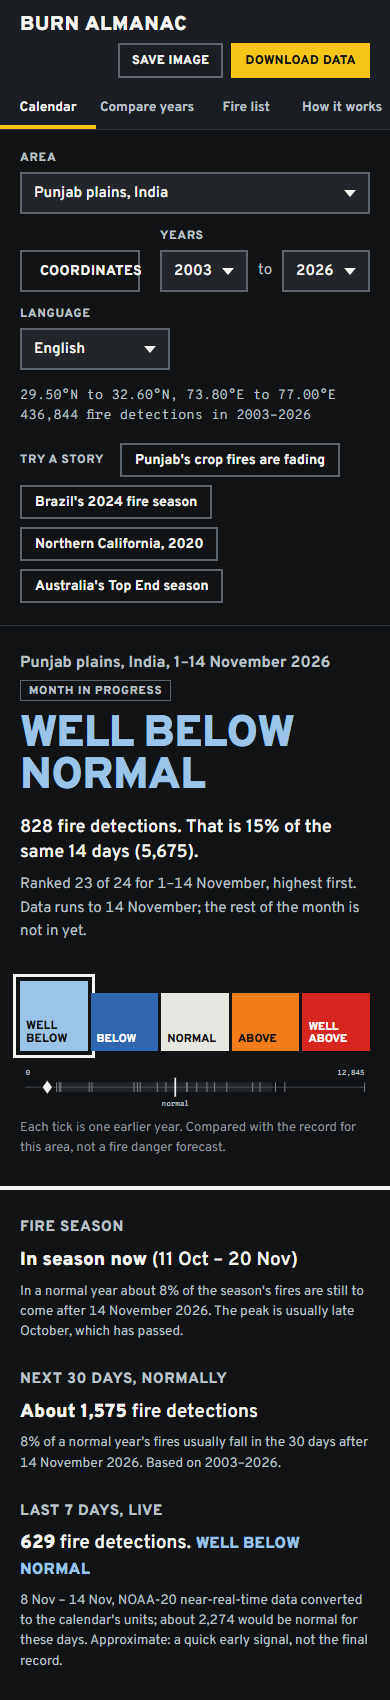 BURN ALMANAC
SAVE IMAGE
DOWNLOAD DATA
Calendar
Compare years
Fire list
How it works
AREA
Punjab plains, India
YEARS
COORDINATES
2003
to
2026
LANGUAGE
English
29.50°N to 32.60°N, 73.80°E to 77.00°E
436,844 fire detections in 2003–2026
TRY A STORY
Punjab's crop fires are fading
Brazil's 2024 fire season
Northern California, 2020
Australia's Top End season
Punjab plains, India, 1–14 November 2026
MONTH IN PROGRESS
WELL BELOW
NORMAL
828 fire detections. That is 15% of the
same 14 days (5,675).
Ranked 23 of 24 for 1–14 November, highest first.
Data runs to 14 November; the rest of the month is
not in yet.
WELL
BELOW
BELOW
NORMAL
ABOVE
WELL
ABOVE
0
12,845
normal
Each tick is one earlier year. Compared with the record for
this area, not a fire danger forecast.
FIRE SEASON
In season now (11 Oct – 20 Nov)
In a normal year about 8% of the season's fires are still to
come after 14 November 2026. The peak is usually late
October, which has passed.
NEXT 30 DAYS, NORMALLY
About 1,575 fire detections
8% of a normal year's fires usually fall in the 30 days after
14 November 2026. Based on 2003–2026.
LAST 7 DAYS, LIVE
629 fire detections. WELL BELOW
NORMAL
8 Nov – 14 Nov, NOAA-20 near-real-time data converted
to the calendar's units; about 2,274 would be normal for
these days. Approximate: a quick early signal, not the final
record.